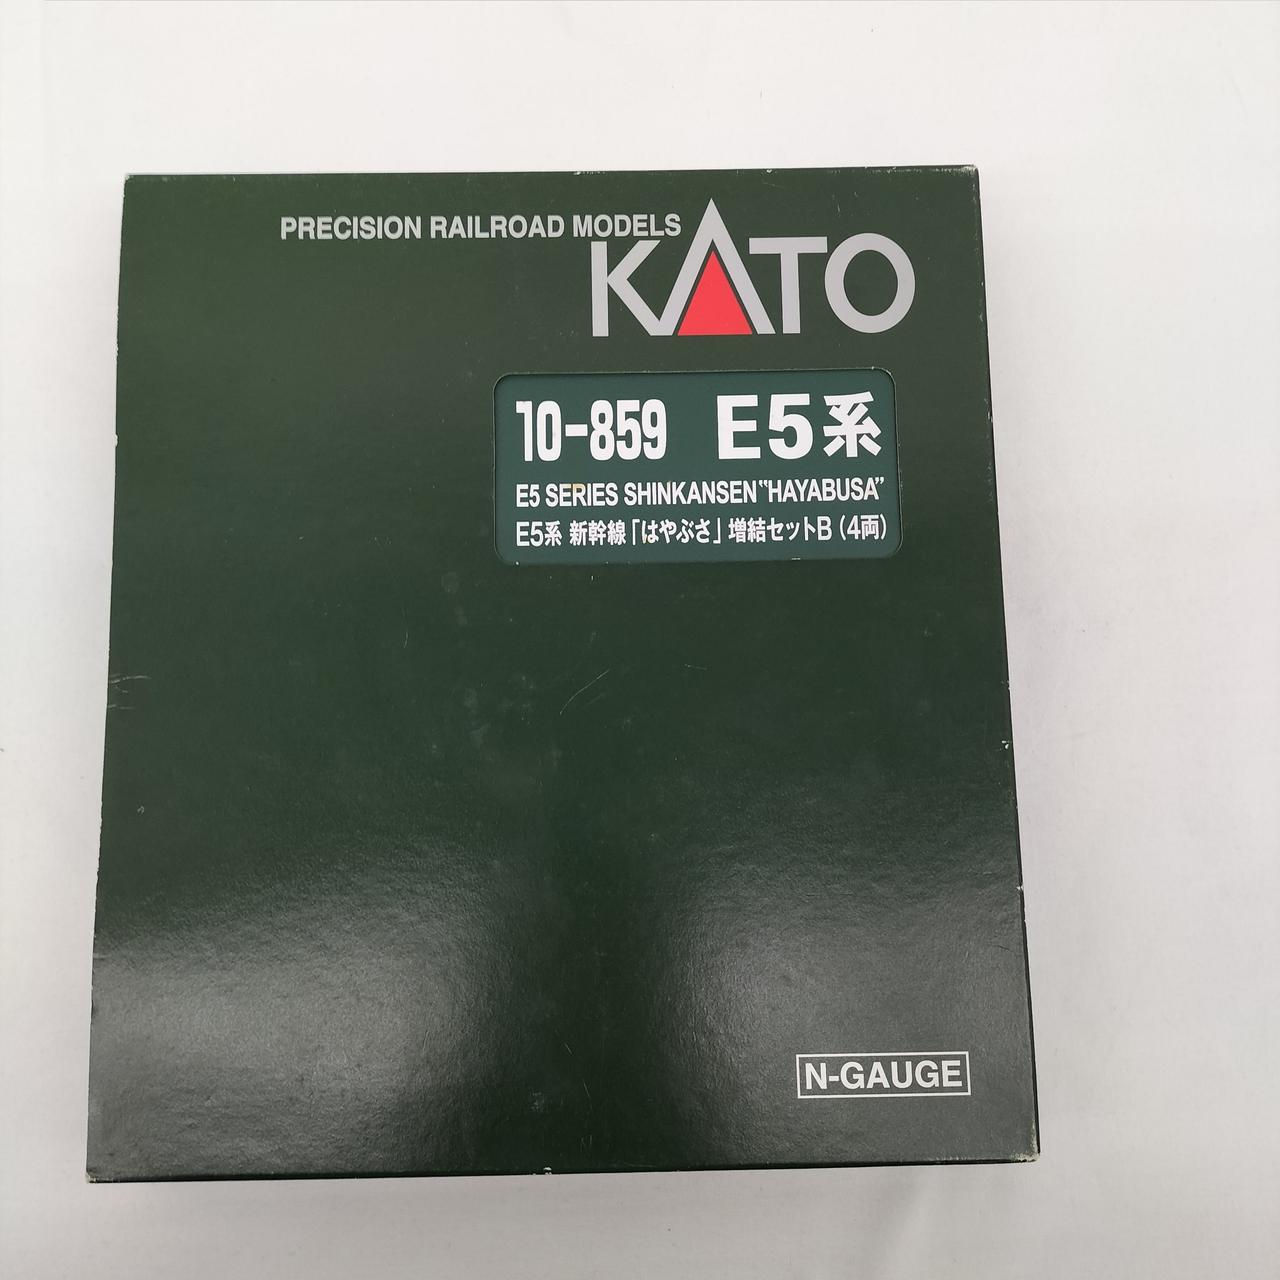 PRECISION RAILROAD MODELS
KATO
10-859 E5系
E5 SERIES SHINKANSEN "HAYABUSA"
E5系 新幹線「はやぶさ」増結セットB（4両）
N-GAUGE